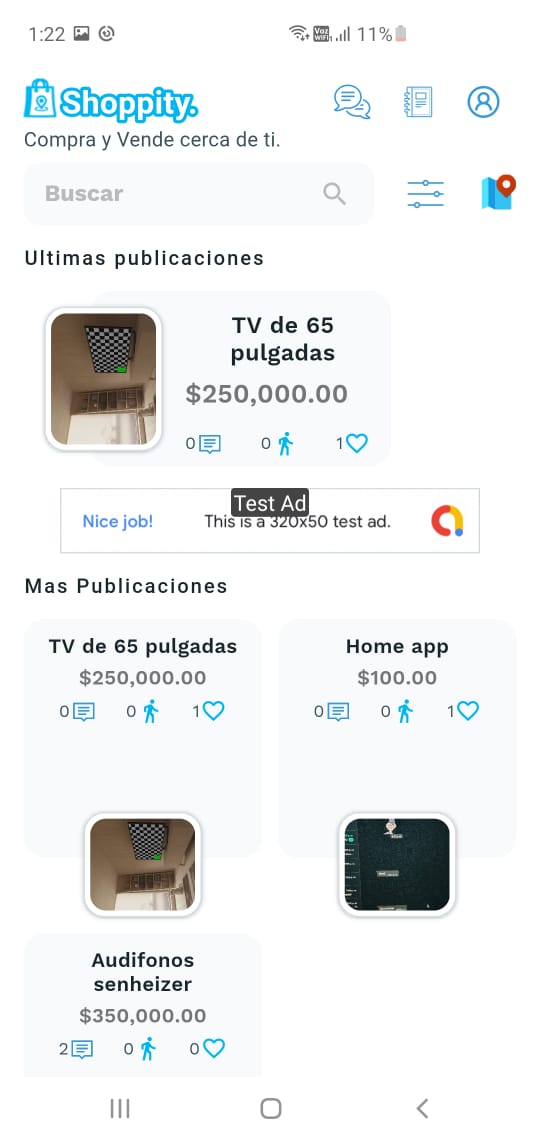 1:22 Voz WiFi 11%
Shoppity.
Compra y Vende cerca de ti.
Buscar
Ultimas publicaciones
TV de 65
pulgadas
$250,000.00
0 0 1
Test Ad
Nice job! This is a 320x50 test ad.
Mas Publicaciones
TV de 65 pulgadas
$250,000.00
0 0 1
Home app
$100.00
0 0 1
Audifonos
senheizer
$350,000.00
2 0 0